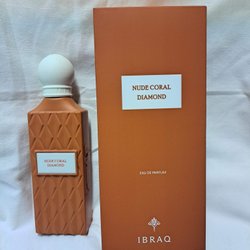 NUDE CORAL
DIAMOND
NUDE CORAL
DIAMOND
EAU DE PARFUM
IBRAQ